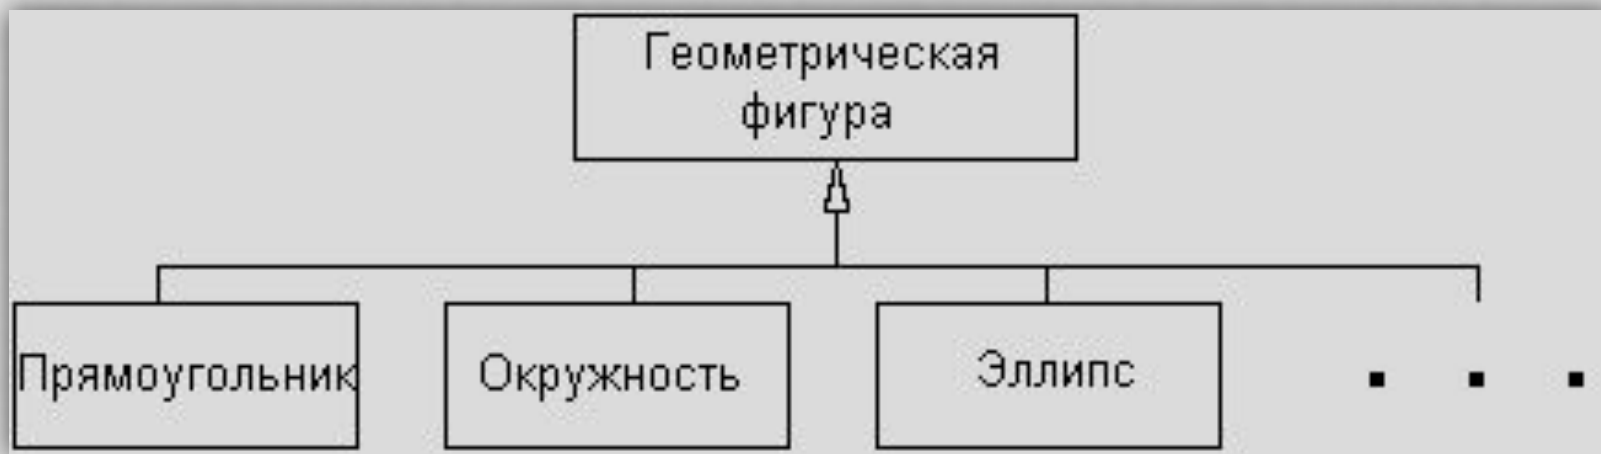 Геометрическая
фигура
Прямоугольник
Окружность
Эллипс
. . .